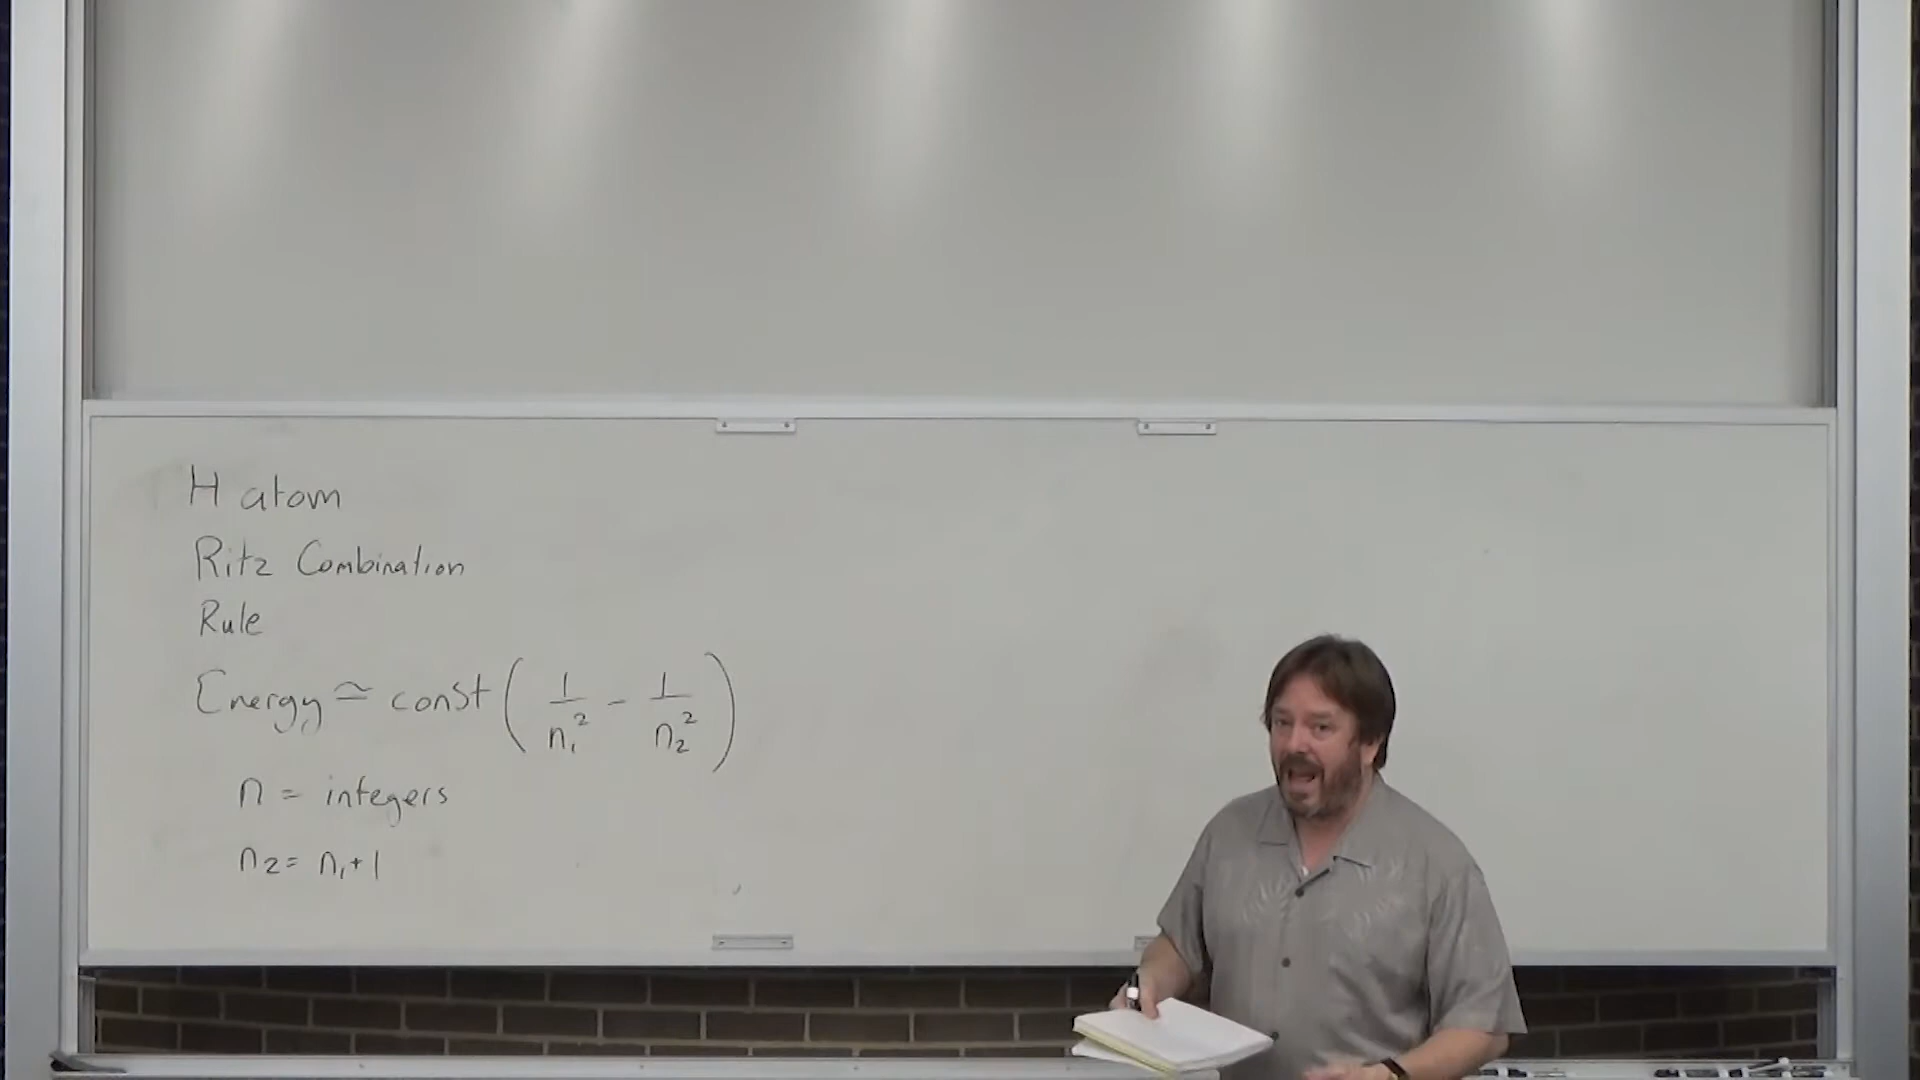 H atom
Ritz Combination
Rule
Energy ≃ const ( 1/n₁² - 1/n₂² )
n = integers
n₂ = n₁+1